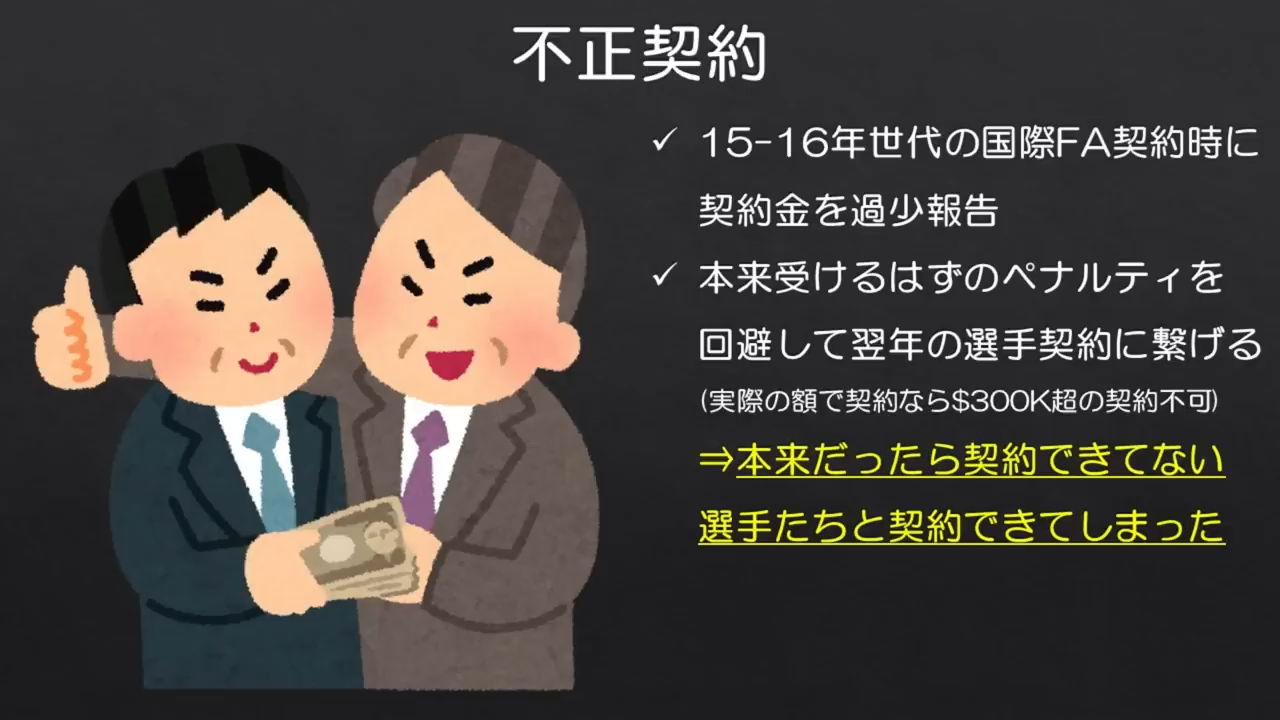 不正契約
✓ 15-16年世代の国際FA契約時に
契約金を過少報告
✓ 本来受けるはずのペナルティを
回避して翌年の選手契約に繋げる
(実際の額で契約なら$300K超の契約不可)
⇒本来だったら契約できてない
選手たちと契約できてしまった